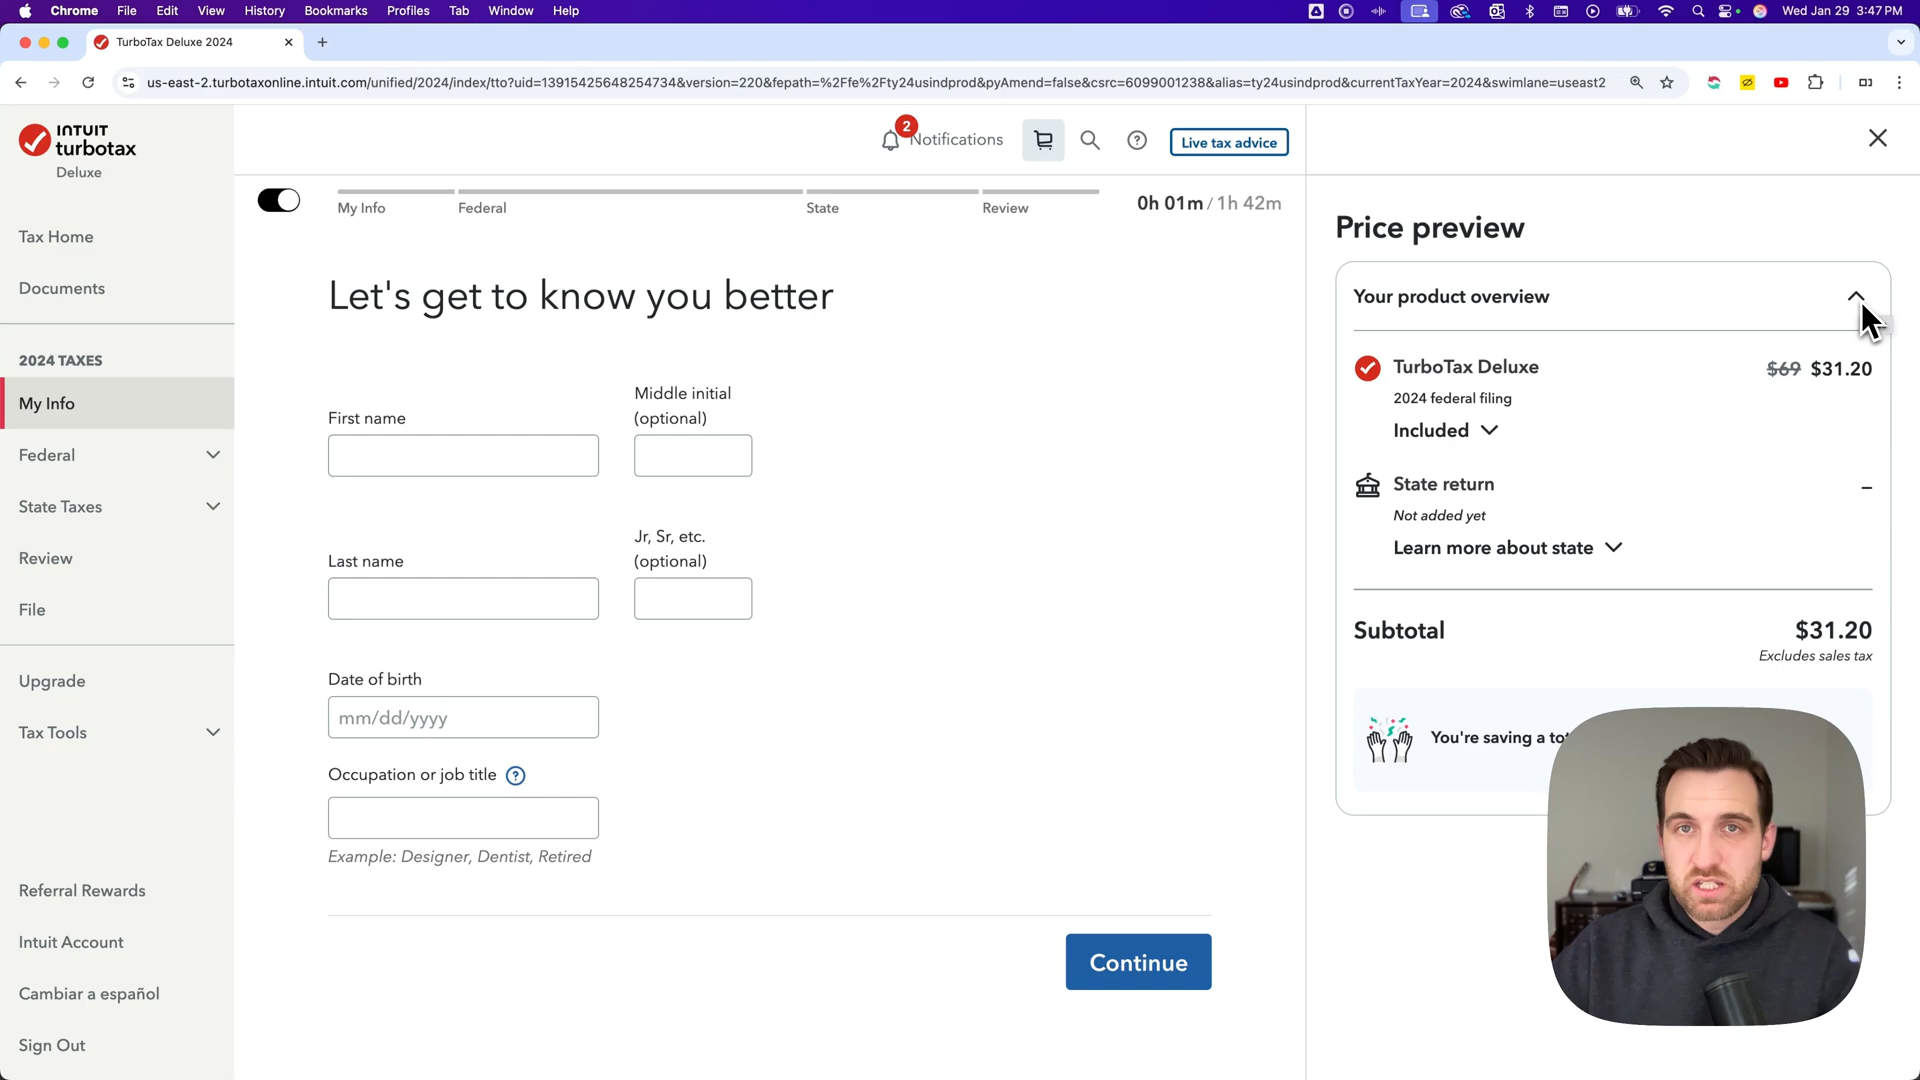 Chrome File Edit View History Bookmarks Profiles Tab Window Help
Wed Jan 29 3:47 PM
TurboTax Deluxe 2024
us-east-2.turbotaxonline.intuit.com/unified/2024/index/tto?uid=13915425648254734&version=220&fepath=%2Ffe%2Fty24usindprod&pyAmend=false&csrc=6099001238&alias=ty24usindprod&currentTaxYear=2024&swimlane=useast2
INTUIT
turbotax
Deluxe
Tax Home
Documents
2024 TAXES
My Info
Federal
State Taxes
Review
File
Upgrade
Tax Tools
Referral Rewards
Intuit Account
Cambiar a español
Sign Out
2
Notifications
Live tax advice
My Info Federal State Review
0h 01m / 1h 42m
Let's get to know you better
First name
Middle initial
(optional)
Last name
Jr, Sr, etc.
(optional)
Date of birth
mm/dd/yyyy
Occupation or job title ?
Example: Designer, Dentist, Retired
Continue
Price preview
Your product overview
TurboTax Deluxe $69 $31.20
2024 federal filing
Included
State return –
Not added yet
Learn more about state
Subtotal $31.20
Excludes sales tax
You're saving a